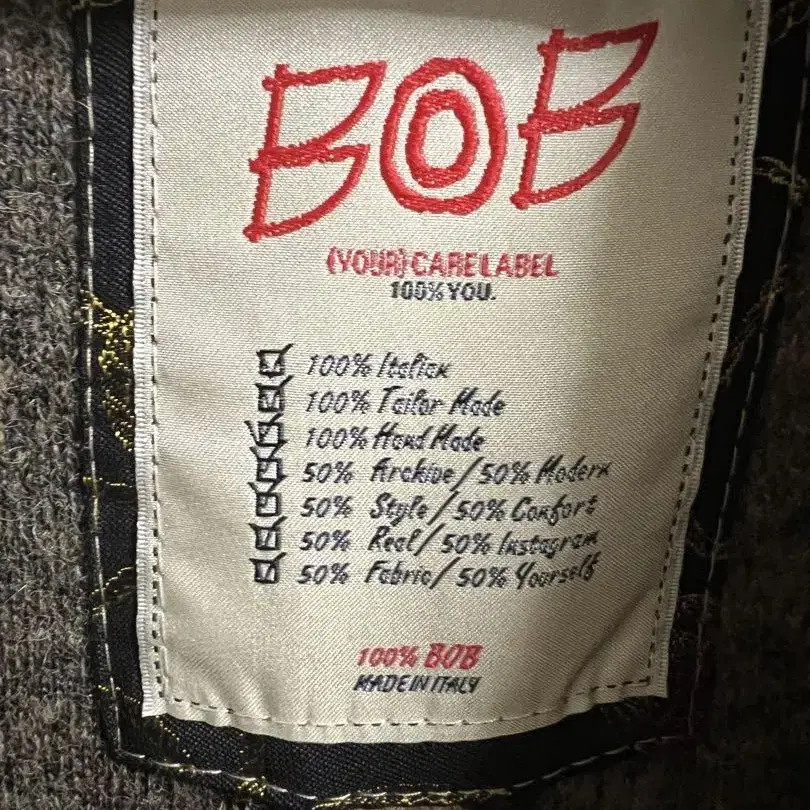 BOB
(YOUR) CARE LABEL
100% YOU.
100% Italian
100% Tailor Made
100% Hand Made
50% Archive/50% Modern
50% Style/50% Comfort
50% Real/50% Instagram
50% Fabric/50% Yourself
100% BOB
MADE IN ITALY